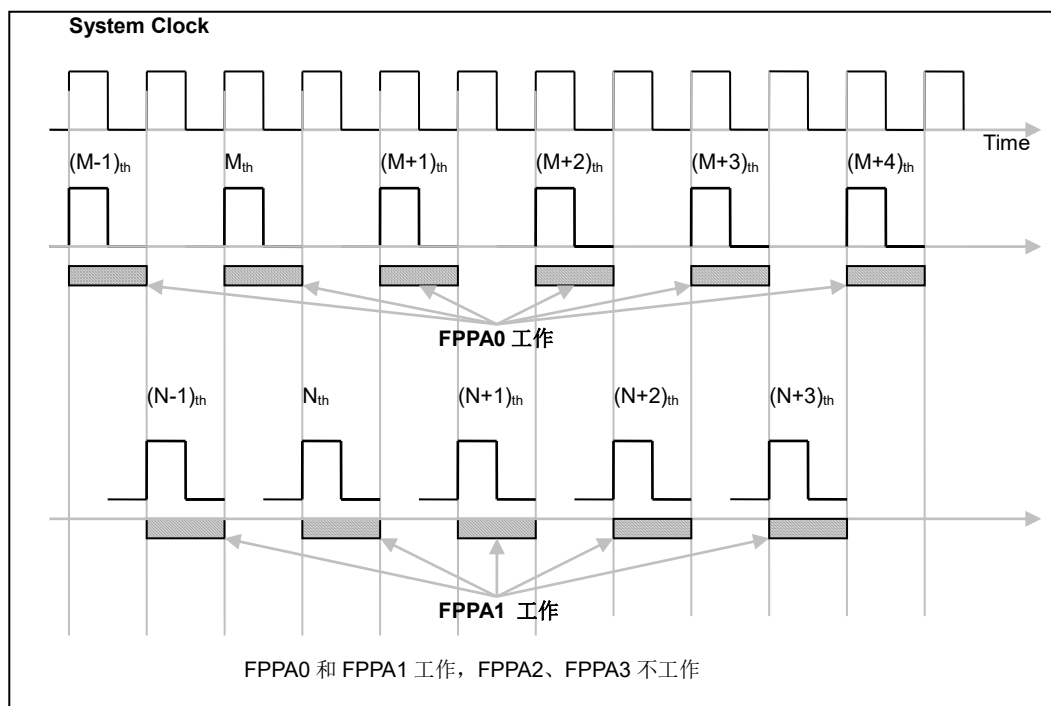 System Clock
Time
(M-1)th Mth (M+1)th (M+2)th (M+3)th (M+4)th
FPPA0 工作
(N-1)th Nth (N+1)th (N+2)th (N+3)th
FPPA1 工作
FPPA0 和 FPPA1 工作，FPPA2、FPPA3 不工作